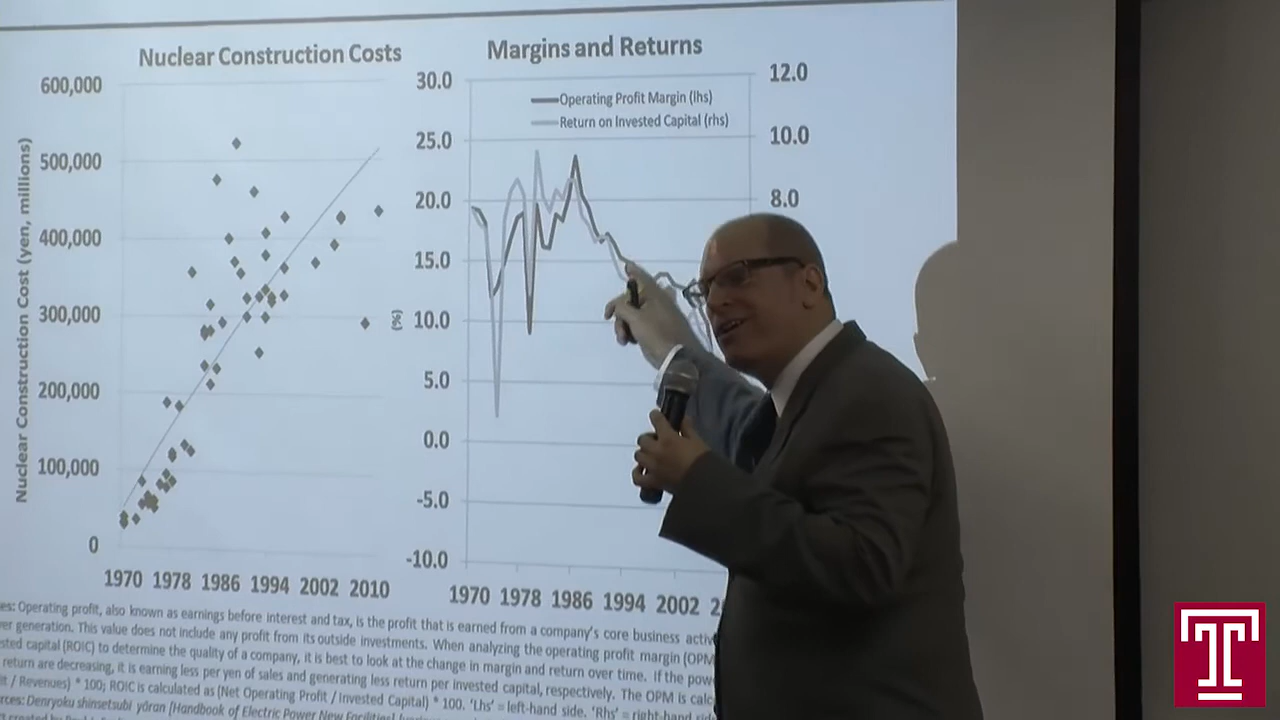 Nuclear Construction Costs
600,000
500,000
400,000
300,000
200,000
100,000
0
Nuclear Construction Cost (yen, millions)
1970 1978 1986 1994 2002 2010
Margins and Returns
30.0
25.0
20.0
15.0
10.0
5.0
0.0
-5.0
-10.0
(%)
Operating Profit Margin (lhs)
Return on Invested Capital (rhs)
12.0
10.0
8.0
1970 1978 1986 1994 2002
es: Operating profit, also known as earnings before interest and tax, is the profit that is earned from a company's core business
generation. This value does not include any profit from its outside investments. When analyzing the operating profit margin (OPM
capital (ROIC) to determine the quality of a company, it is best to look at the change in margin and return over time. If the
return are decreasing, it is earning less per yen of sales and generating less return per invested capital, respectively. The OPM is
/ Revenues) * 100; ROIC is calculated as (Net Operating Profit / Invested Capital) * 100. 'Lhs' = left-hand side. 'Rhs' = right-hand
Denryoku shinsetsubi yōran [Handbook of Electric Power New Facilities]
T